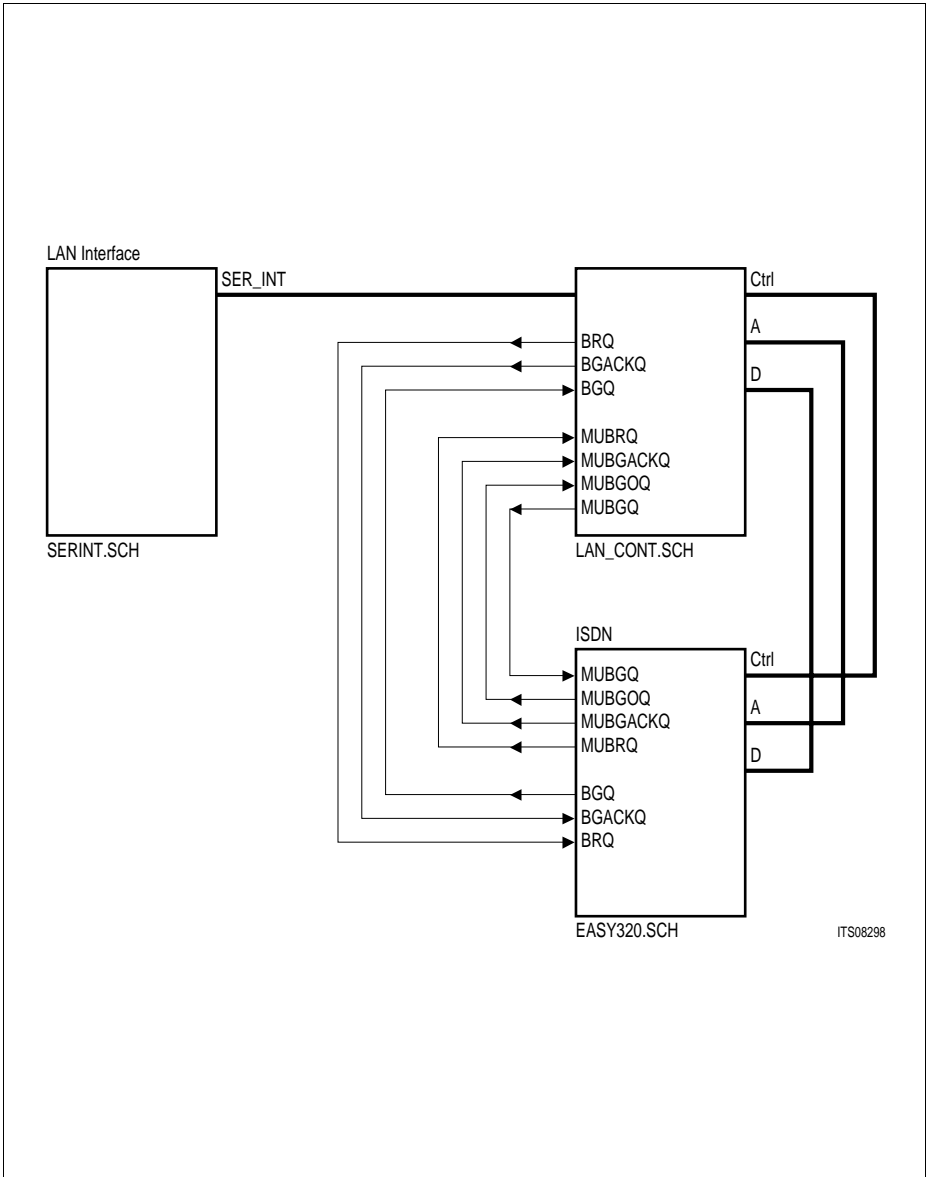 LAN Interface
SER_INT
SERINT.SCH
Ctrl
A
D
BRQ
BGACKQ
BGQ
MUBRQ
MUBGACKQ
MUBGOQ
MUBGQ
LAN_CONT.SCH
ISDN
Ctrl
A
D
MUBGQ
MUBGOQ
MUBGACKQ
MUBRQ
BGQ
BGACKQ
BRQ
EASY320.SCH
ITS08298